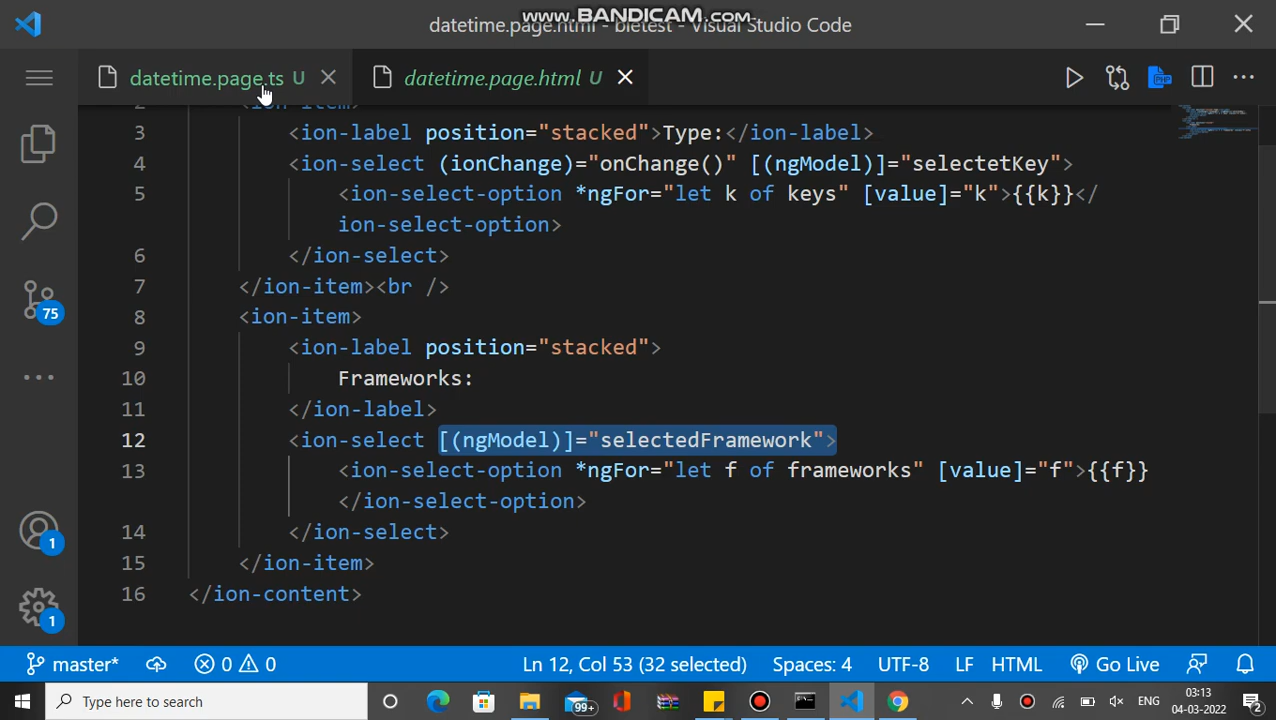 www.BANDICAM.com
datetime.page.html - bietest - Visual Studio Code
datetime.page.ts U
datetime.page.html U
PHP
2 <ion-item>
3 <ion-label position="stacked">Type:</ion-label>
4 <ion-select (ionChange)="onChange()" [(ngModel)]="selectetKey">
5 <ion-select-option *ngFor="let k of keys" [value]="k">{{k}}</
ion-select-option>
6 </ion-select>
7 </ion-item><br />
8 <ion-item>
9 <ion-label position="stacked">
10 Frameworks:
11 </ion-label>
12 <ion-select [(ngModel)]="selectedFramework">
13 <ion-select-option *ngFor="let f of frameworks" [value]="f">{{f}}
</ion-select-option>
14 </ion-select>
15 </ion-item>
16 </ion-content>
75
1
1
master* 0 0 Ln 12, Col 53 (32 selected) Spaces: 4 UTF-8 LF HTML Go Live
Type here to search
99+
ENG
03:13
04-03-2022
2